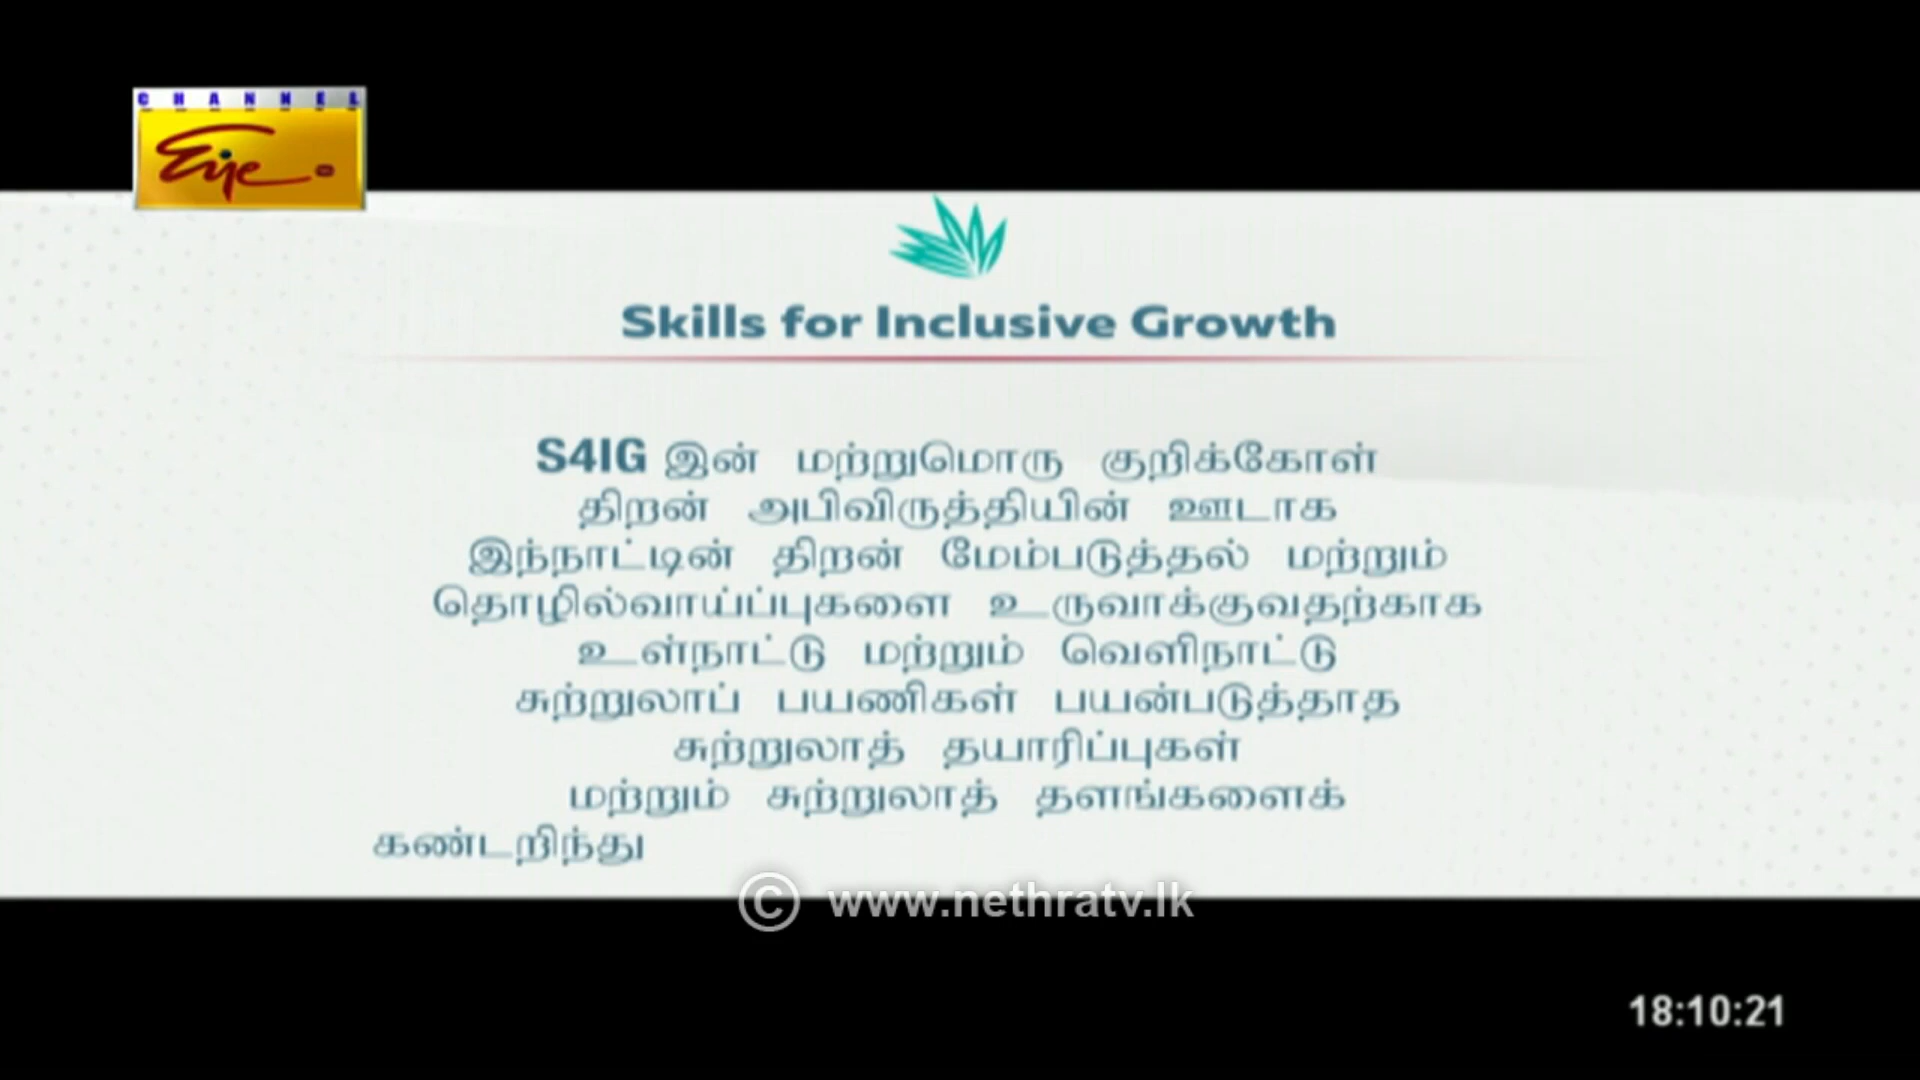 CHANNEL
Eye
Skills for Inclusive Growth
S4IG இன் மற்றுமொரு குறிக்கோள்
திறன் அபிவிருத்தியின் ஊடாக
இந்நாட்டின் திறன் மேம்படுத்தல் மற்றும்
தொழில்வாய்ப்புகளை உருவாக்குவதற்காக
உள்நாட்டு மற்றும் வெளிநாட்டு
சுற்றுலாப் பயணிகள் பயன்படுத்தாத
சுற்றுலாத் தயாரிப்புகள்
மற்றும் சுற்றுலாத் தளங்களைக்
கண்டறிந்து
© www.nethratv.lk
18:10:21